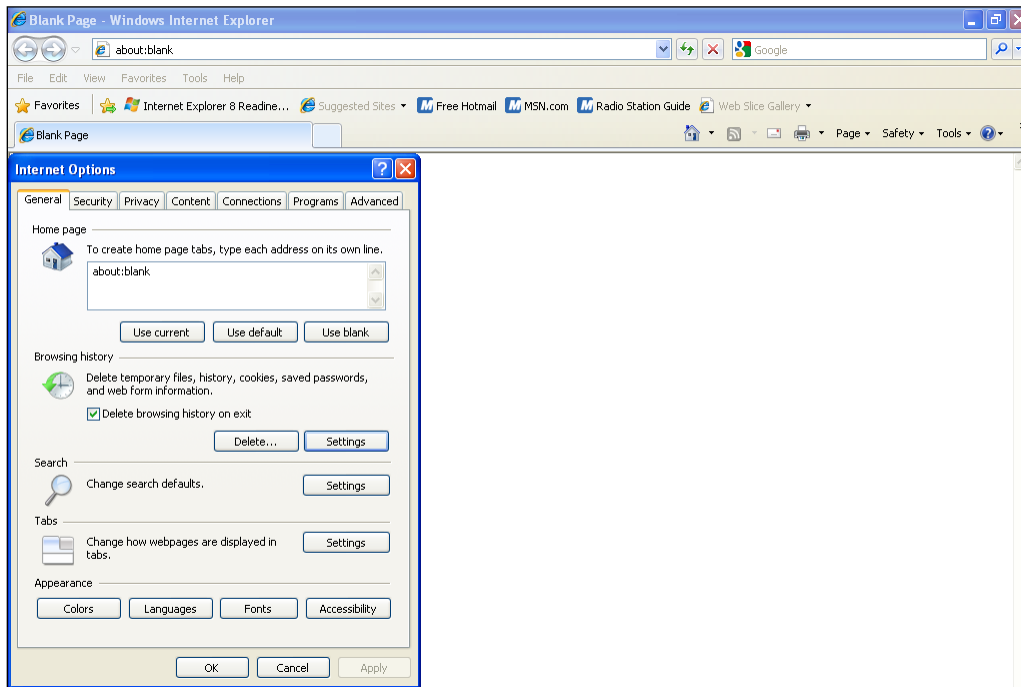 Blank Page - Windows Internet Explorer
about:blank
Google
File Edit View Favorites Tools Help
Favorites Internet Explorer 8 Readine... Suggested Sites Free Hotmail MSN.com Radio Station Guide Web Slice Gallery
Blank Page
Page Safety Tools
Internet Options
General Security Privacy Content Connections Programs Advanced
Home page
To create home page tabs, type each address on its own line.
about:blank
Use current Use default Use blank
Browsing history
Delete temporary files, history, cookies, saved passwords,
and web form information.
Delete browsing history on exit
Delete... Settings
Search
Change search defaults.
Settings
Tabs
Change how webpages are displayed in
tabs.
Settings
Appearance
Colors Languages Fonts Accessibility
OK Cancel Apply